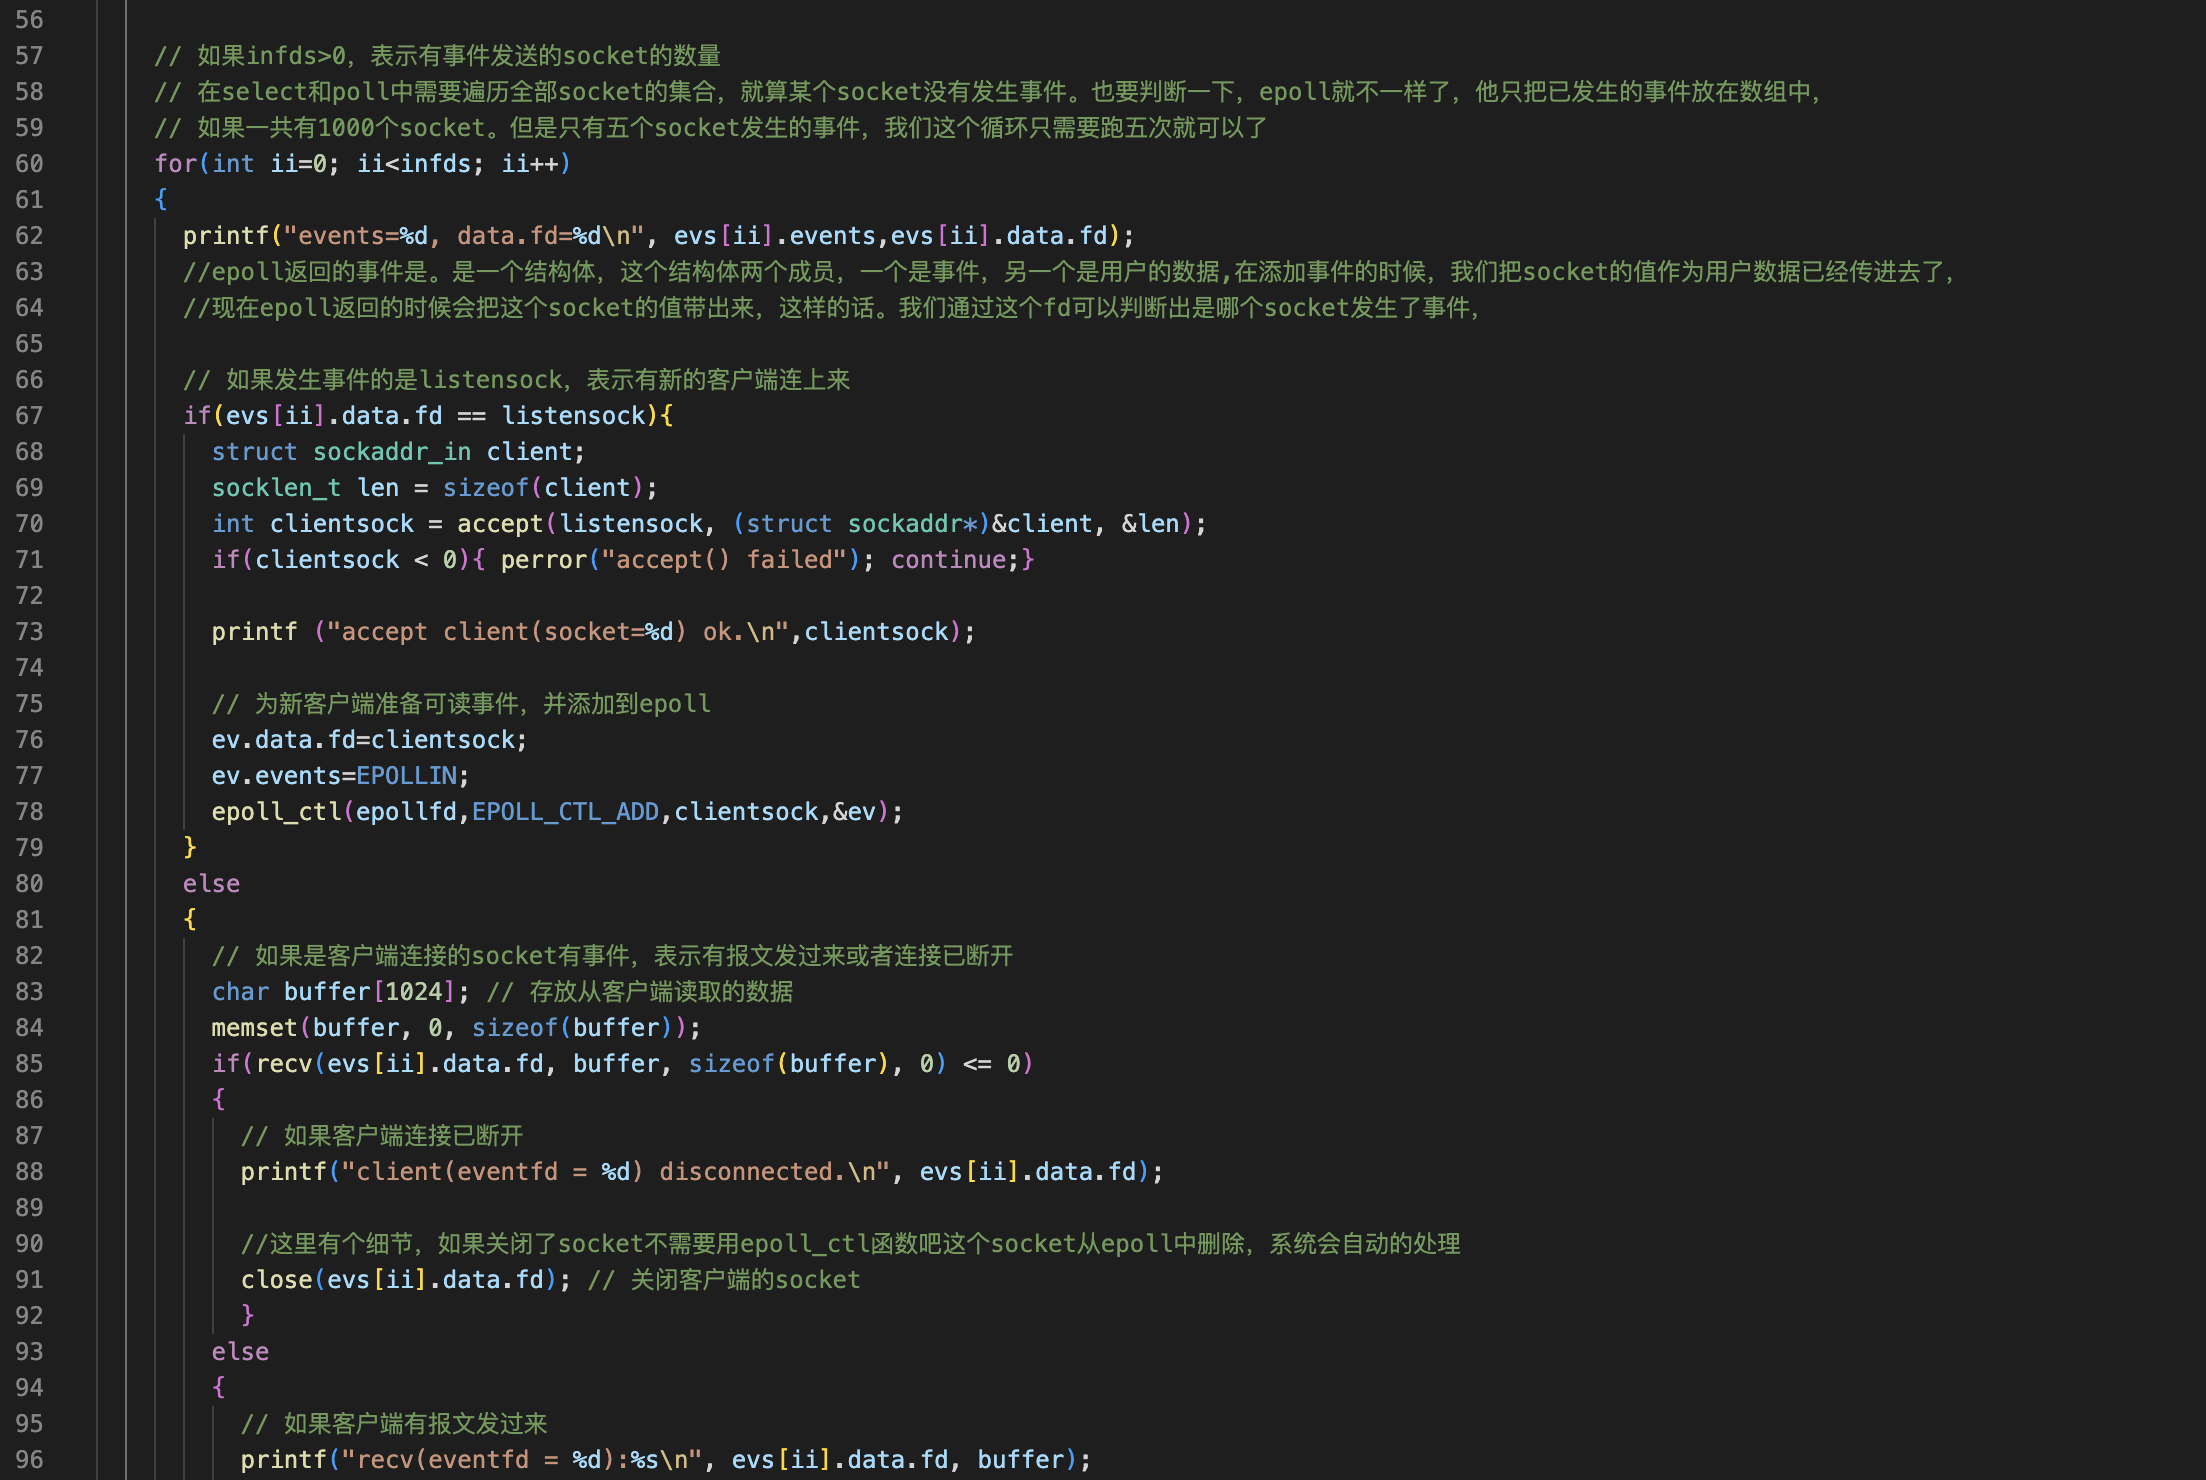 56
57 // 如果infds>0，表示有事件发送的socket的数量
58 // 在select和poll中需要遍历全部socket的集合，就算某个socket没有发生事件。也要判断一下，epoll就不一样了，他只把已发生的事件放在数组中，
59 // 如果一共有1000个socket。但是只有五个socket发生的事件，我们这个循环只需要跑五次就可以了
60 for(int ii=0; ii<infds; ii++)
61 {
62 printf("events=%d, data.fd=%d\n", evs[ii].events,evs[ii].data.fd);
63 //epoll返回的事件是。是一个结构体，这个结构体两个成员，一个是事件，另一个是用户的数据,在添加事件的时候，我们把socket的值作为用户数据已经传进去了，
64 //现在epoll返回的时候会把这个socket的值带出来，这样的话。我们通过这个fd可以判断出是哪个socket发生了事件，
65
66 // 如果发生事件的是listensock，表示有新的客户端连上来
67 if(evs[ii].data.fd == listensock){
68 struct sockaddr_in client;
69 socklen_t len = sizeof(client);
70 int clientsock = accept(listensock, (struct sockaddr*)&client, &len);
71 if(clientsock < 0){ perror("accept() failed"); continue;}
72
73 printf ("accept client(socket=%d) ok.\n",clientsock);
74
75 // 为新客户端准备可读事件，并添加到epoll
76 ev.data.fd=clientsock;
77 ev.events=EPOLLIN;
78 epoll_ctl(epollfd,EPOLL_CTL_ADD,clientsock,&ev);
79 }
80 else
81 {
82 // 如果是客户端连接的socket有事件，表示有报文发过来或者连接已断开
83 char buffer[1024]; // 存放从客户端读取的数据
84 memset(buffer, 0, sizeof(buffer));
85 if(recv(evs[ii].data.fd, buffer, sizeof(buffer), 0) <= 0)
86 {
87 // 如果客户端连接已断开
88 printf("client(eventfd = %d) disconnected.\n", evs[ii].data.fd);
89
90 //这里有个细节，如果关闭了socket不需要用epoll_ctl函数吧这个socket从epoll中删除，系统会自动的处理
91 close(evs[ii].data.fd); // 关闭客户端的socket
92 }
93 else
94 {
95 // 如果客户端有报文发过来
96 printf("recv(eventfd = %d):%s\n", evs[ii].data.fd, buffer);